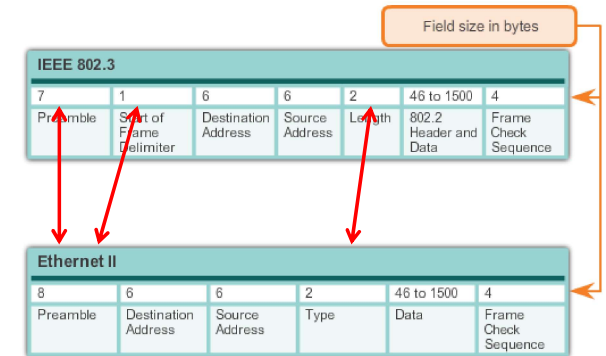 Field size in bytes
IEEE 802.3
7 1 6 6 2 46 to 1500 4
Preamble Start of Destination Source Length 802.2 Frame
Frame Address Address Header and Check
Delimiter Data Sequence
Ethernet II
8 6 6 2 46 to 1500 4
Preamble Destination Source Type Data Frame
Address Address Check
Sequence